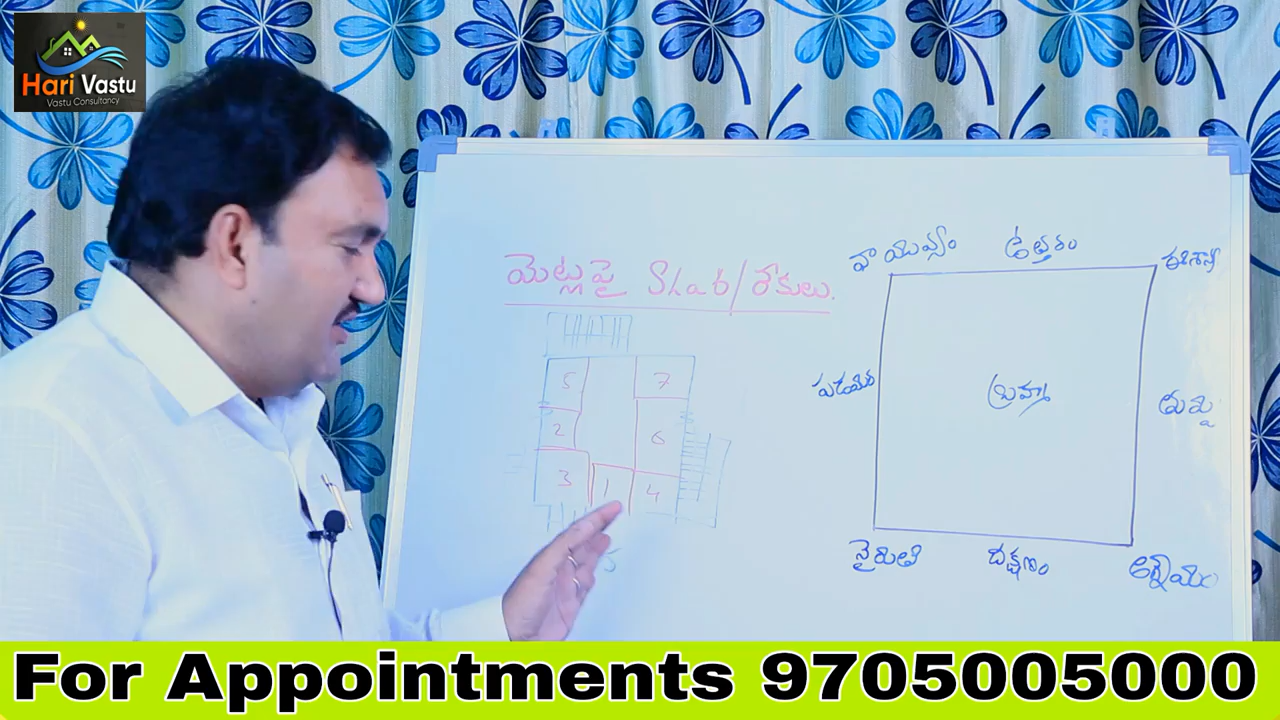 Hari Vastu
Vastu Consultancy
మెట్లుపై Slab/రేకులు.
వాయువ్యం ఉత్తరం ఈశాన్యం
5 7
2 6
3 1 4
పడమర బ్రహ్మ తూర్పు
నైరుతి దక్షిణం ఆగ్నేయం
For Appointments 9705005000